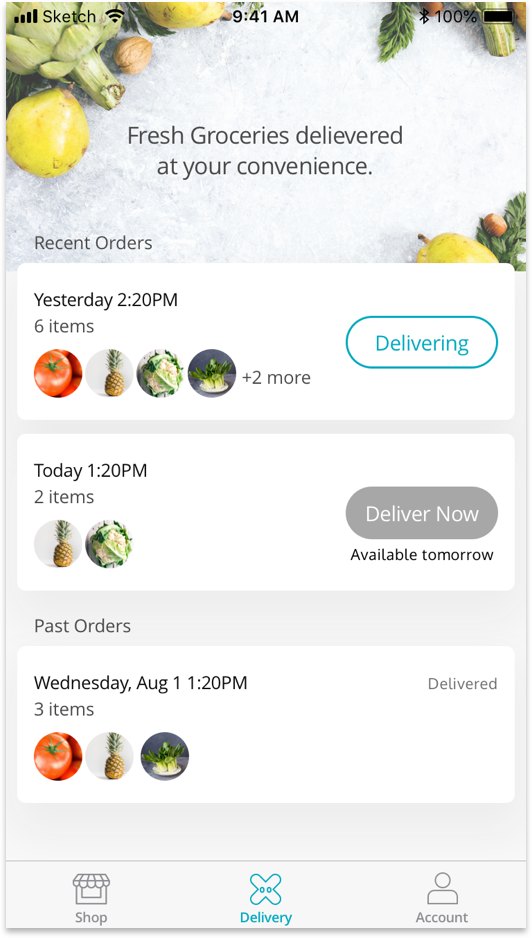 Sketch 9:41 AM 100%
Fresh Groceries delievered
at your convenience.
Recent Orders
Yesterday 2:20PM
6 items
Delivering
+2 more
Today 1:20PM
2 items
Deliver Now
Available tomorrow
Past Orders
Wednesday, Aug 1 1:20PM
Delivered
3 items
Shop
Delivery
Account